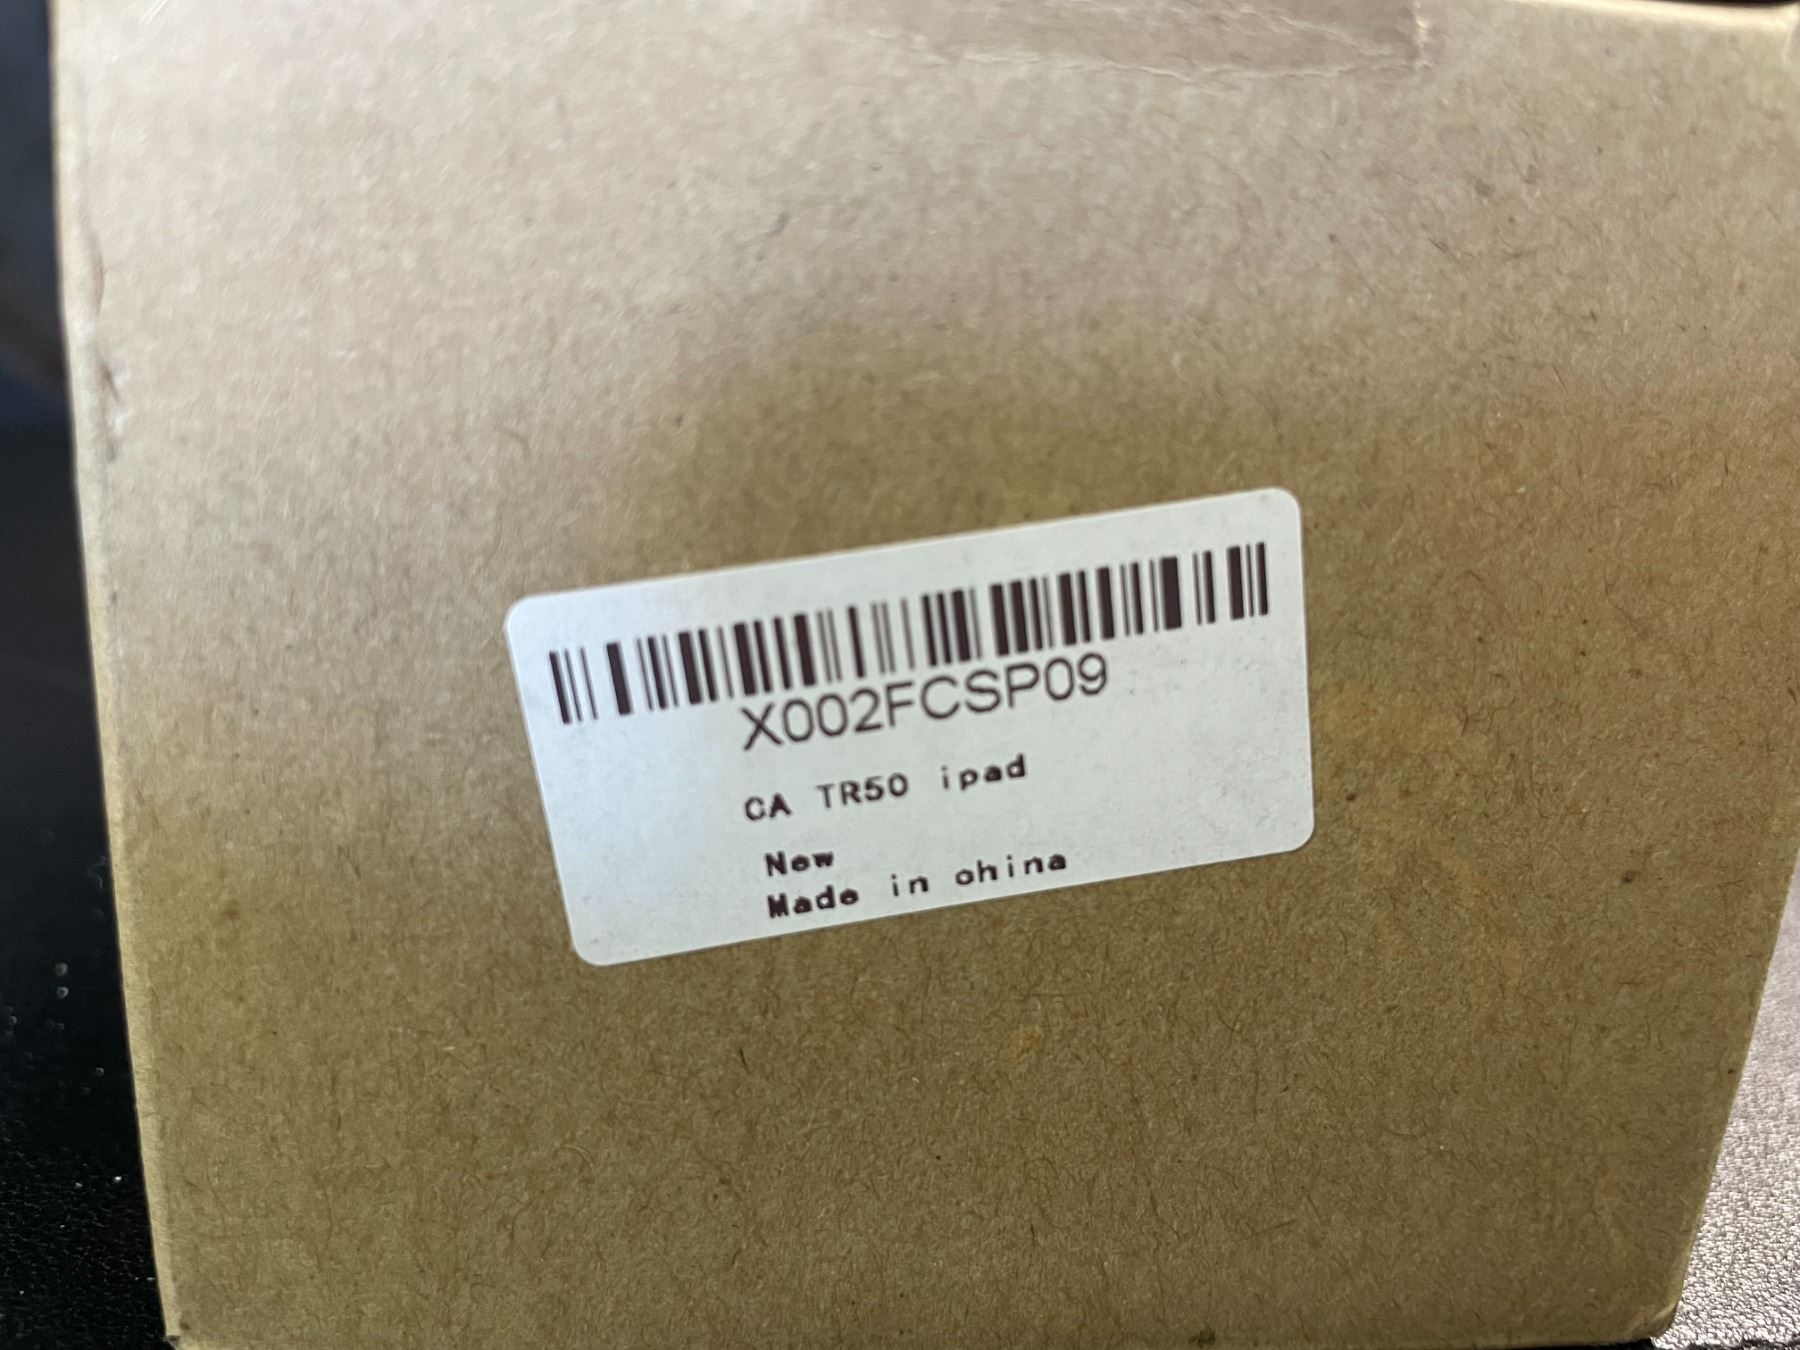 X002FCSP09
CA TR50 ipad
New
Made in china